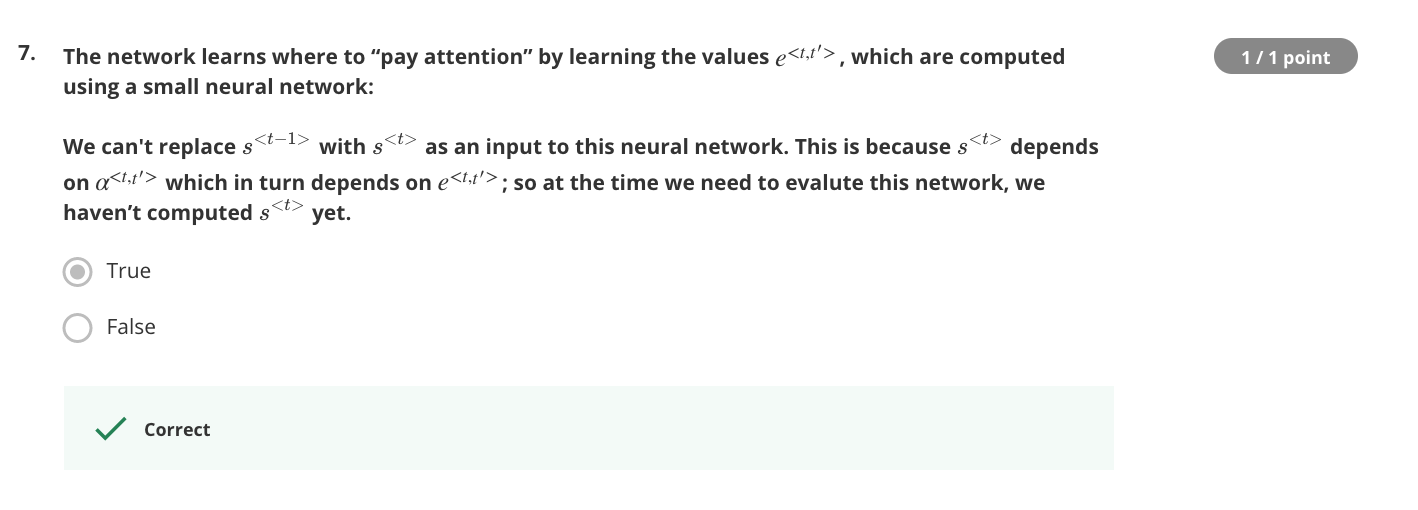 7. The network learns where to “pay attention” by learning the values e^{<t,t′>}, which are computed
1 / 1 point
using a small neural network:
We can't replace s^{<t−1>} with s^{<t>} as an input to this neural network. This is because s^{<t>} depends
on α^{<t,t′>} which in turn depends on e^{<t,t′>}; so at the time we need to evalute this network, we
haven’t computed s^{<t>} yet.
True
False
Correct